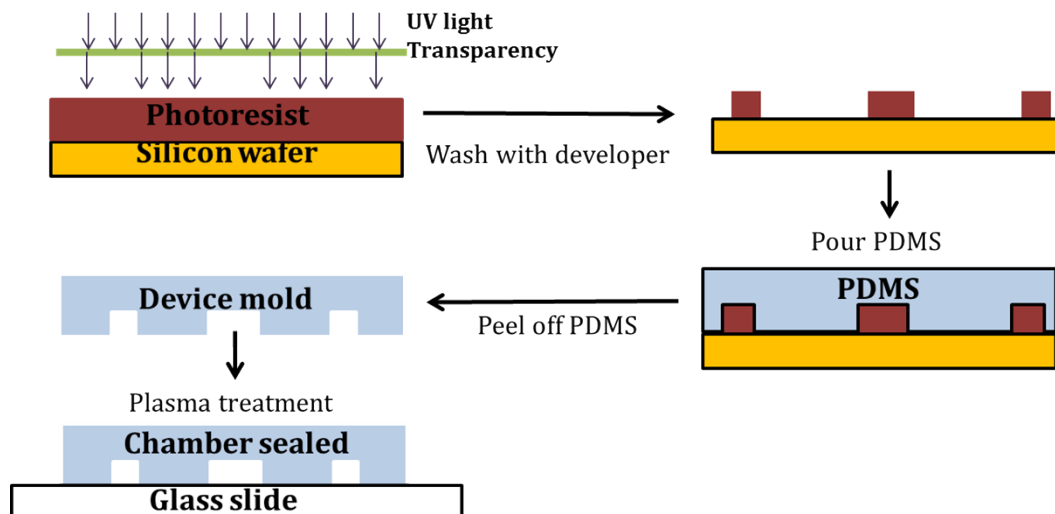 UV light
Transparency
Photoresist
Silicon wafer
Wash with developer
Pour PDMS
PDMS
Peel off PDMS
Device mold
Plasma treatment
Chamber sealed
Glass slide